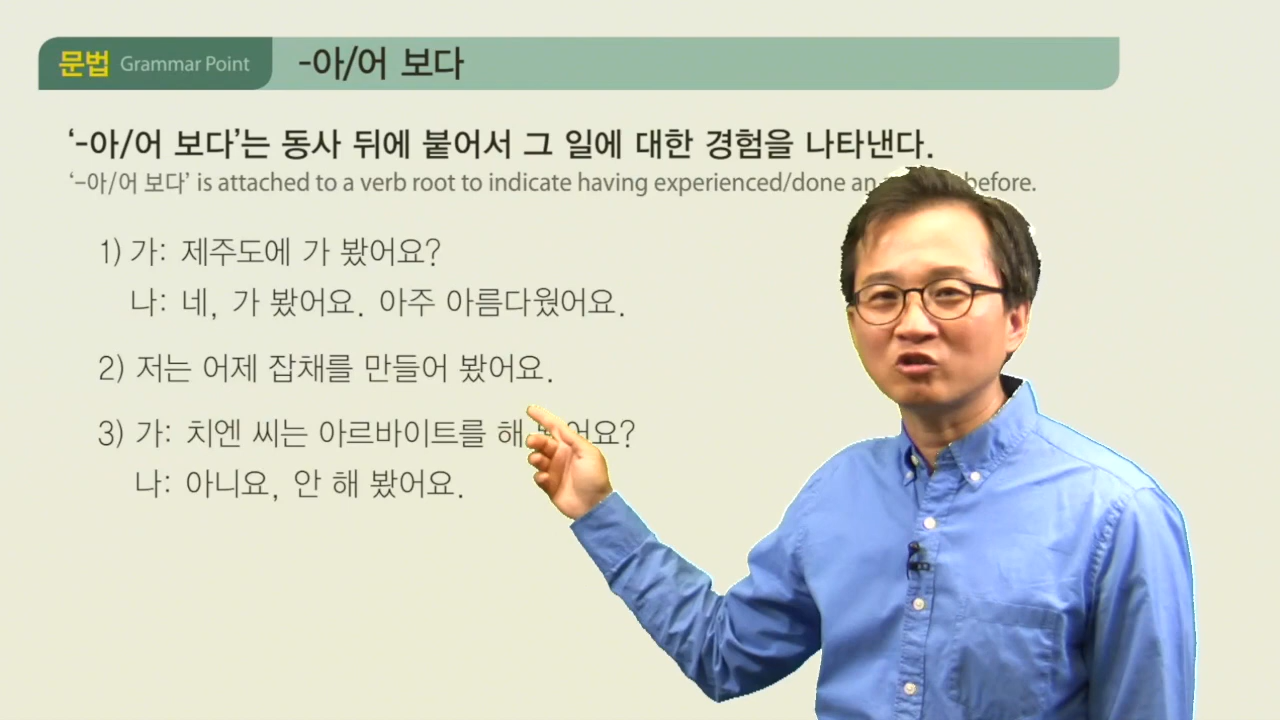 문법 Grammar Point -아/어 보다
‘-아/어 보다’는 동사 뒤에 붙어서 그 일에 대한 경험을 나타낸다.
‘-아/어 보다’ is attached to a verb root to indicate having experienced/done before.
1) 가: 제주도에 가 봤어요?
나: 네, 가 봤어요. 아주 아름다웠어요.
2) 저는 어제 잡채를 만들어 봤어요.
3) 가: 치엔 씨는 아르바이트를 해
나: 아니요, 안 해 봤어요.